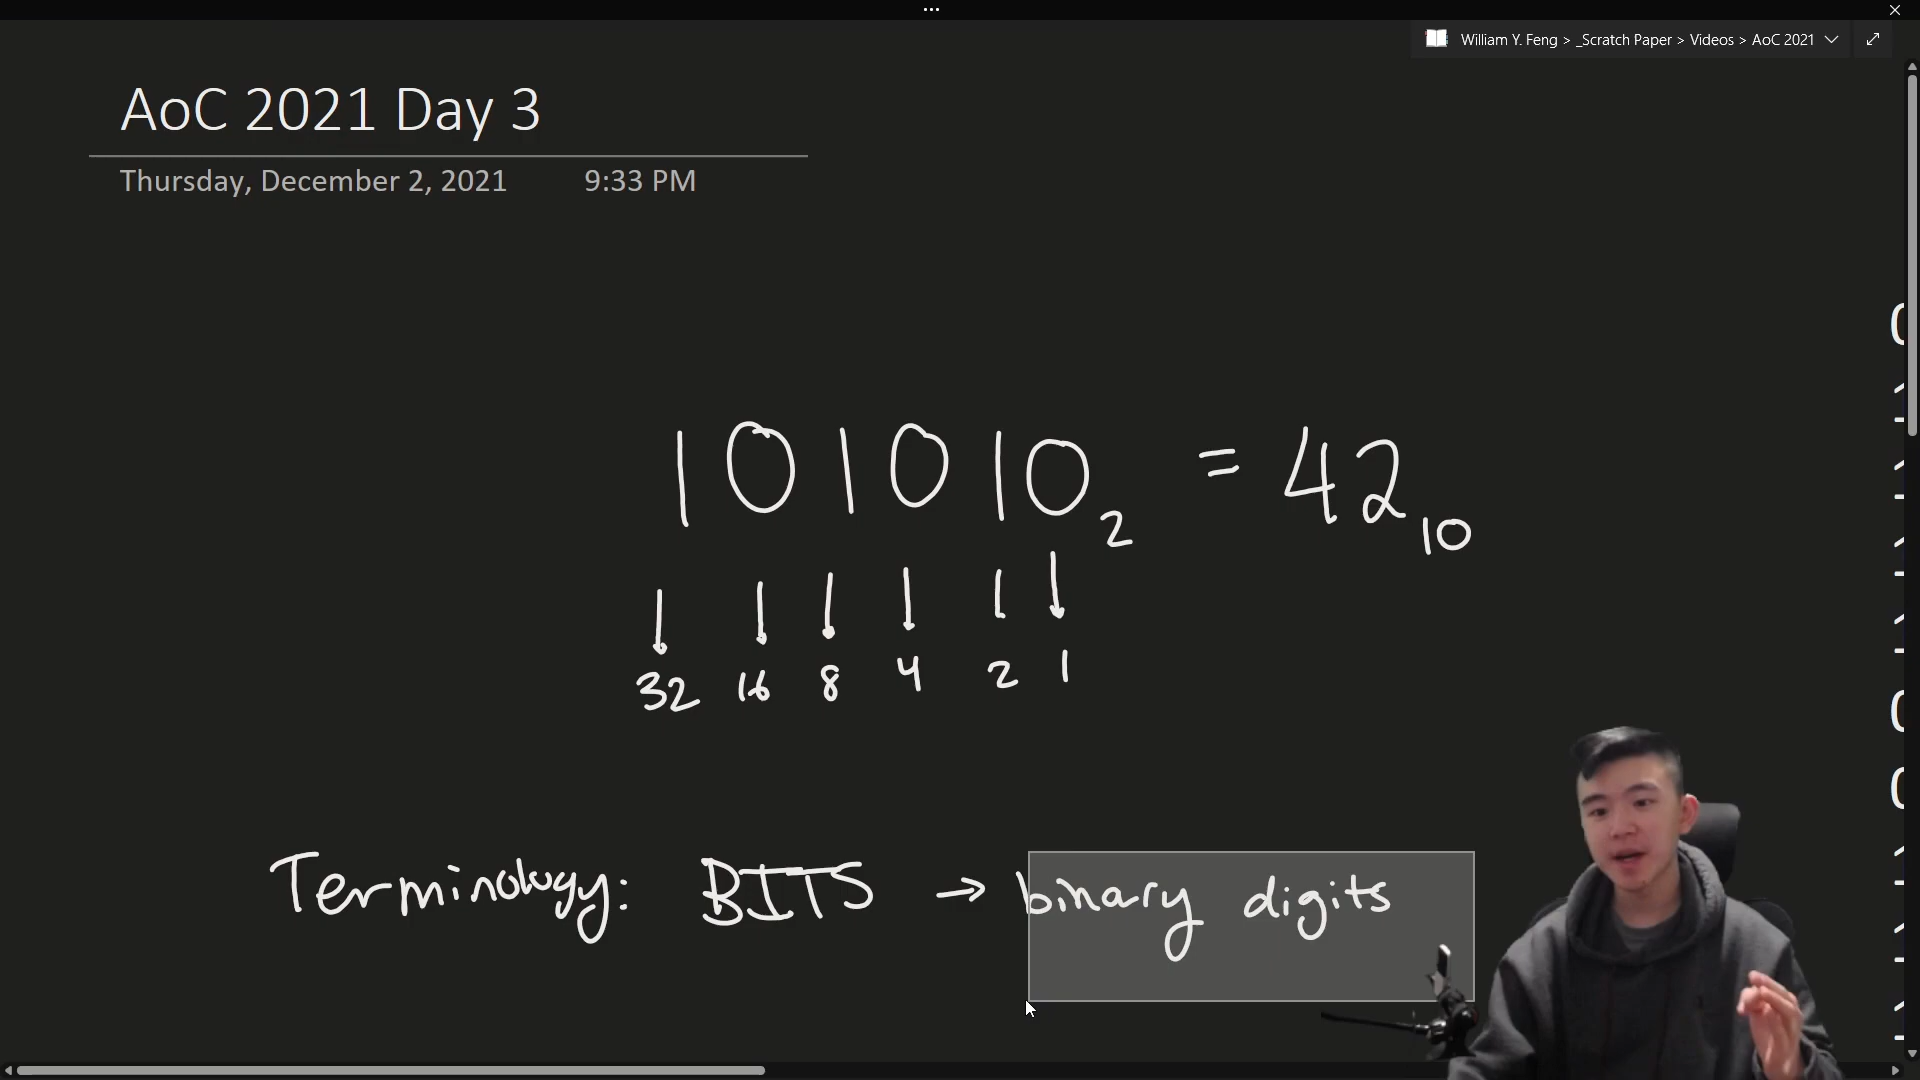 William Y. Feng > _Scratch Paper > Videos > AoC 2021
AoC 2021 Day 3
Thursday, December 2, 2021 9:33 PM
101010₂ = 42₁₀
32 16 8 4 2 1
Terminology: BITS → binary digits